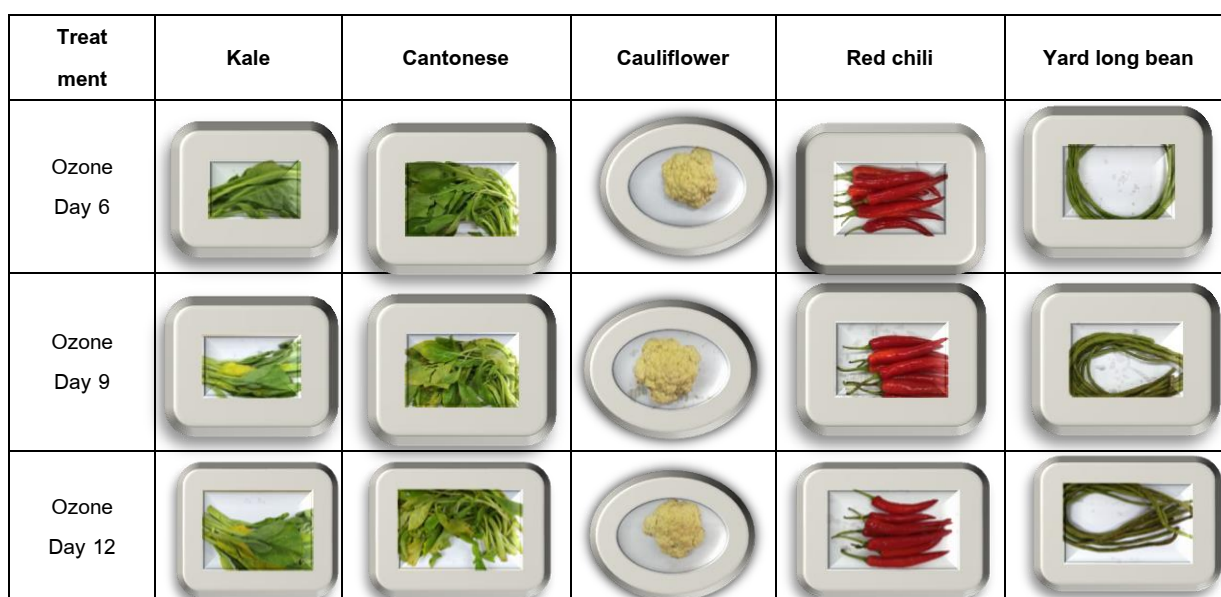 Treat
ment
Kale
Cantonese
Cauliflower
Red chili
Yard long bean
Ozone
Day 6
Ozone
Day 9
Ozone
Day 12